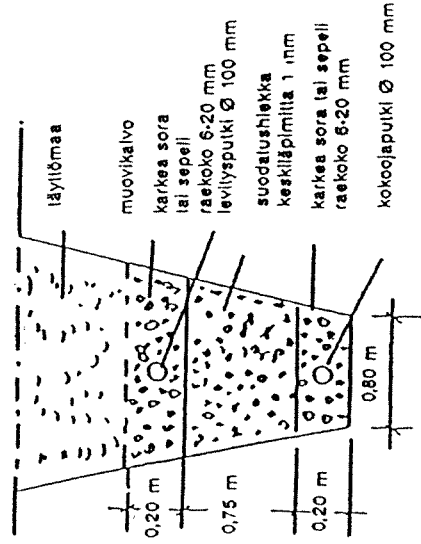 täyttömaa
muovikalvo
karkea sora
tai sepeli
raekoko 6-20 mm
levitysputki Ø 100 mm
suodatushiekka
keskiläpimitta 1 mm
karkea sora tai sepeli
raekoko 6-20 mm
kokoojaputki Ø 100 mm
0,20 m
0,75 m
0,20 m
0,80 m